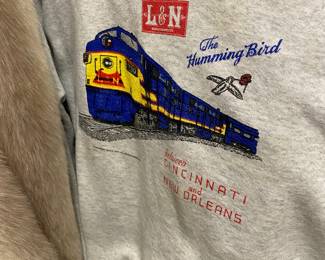 L&N
The
Humming Bird
between
CINCINNATI
and
NEW ORLEANS